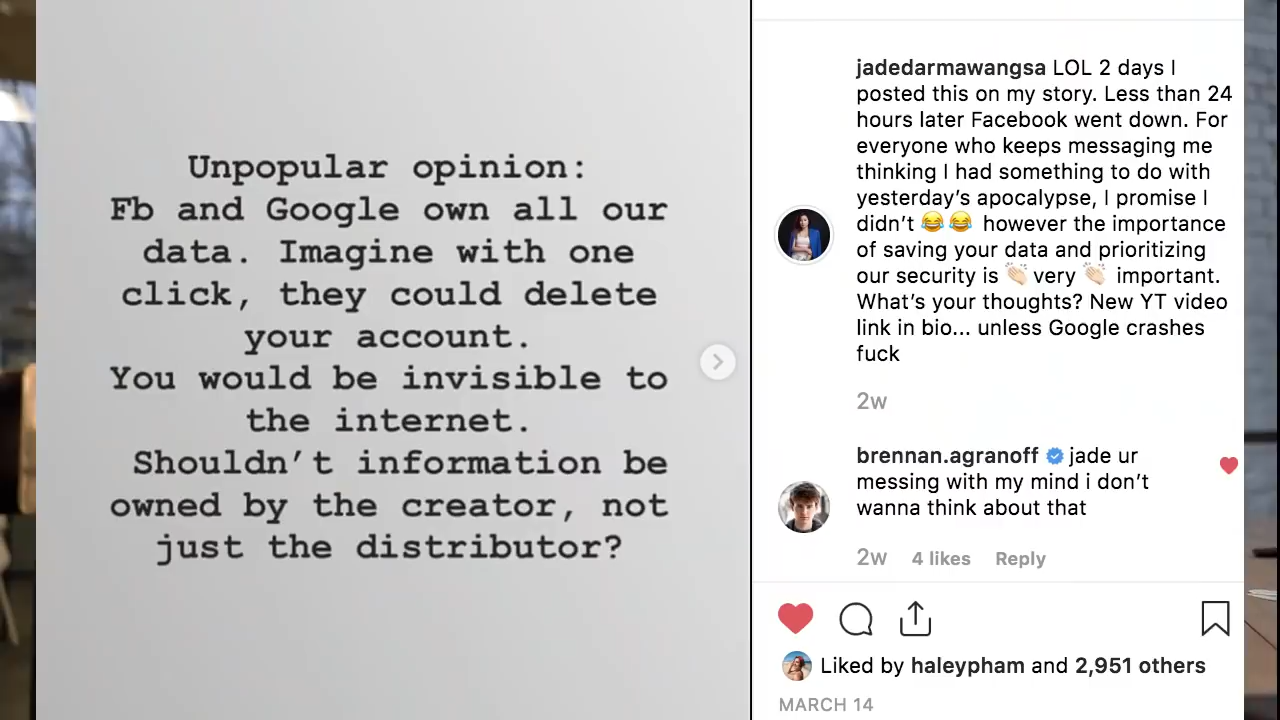 Unpopular opinion:
Fb and Google own all our
data. Imagine with one
click, they could delete
your account.
You would be invisible to
the internet.
Shouldn't information be
owned by the creator, not
just the distributor?
jadedarmawangsa LOL 2 days I
posted this on my story. Less than 24
hours later Facebook went down. For
everyone who keeps messaging me
thinking I had something to do with
yesterday's apocalypse, I promise I
didn't 😂😂 however the importance
of saving your data and prioritizing
our security is 👏🏻 very 👏🏻 important.
What's your thoughts? New YT video
link in bio... unless Google crashes
fuck
2w
brennan.agranoff jade ur
messing with my mind i don't
wanna think about that
2w 4 likes Reply
Liked by haleypham and 2,951 others
MARCH 14